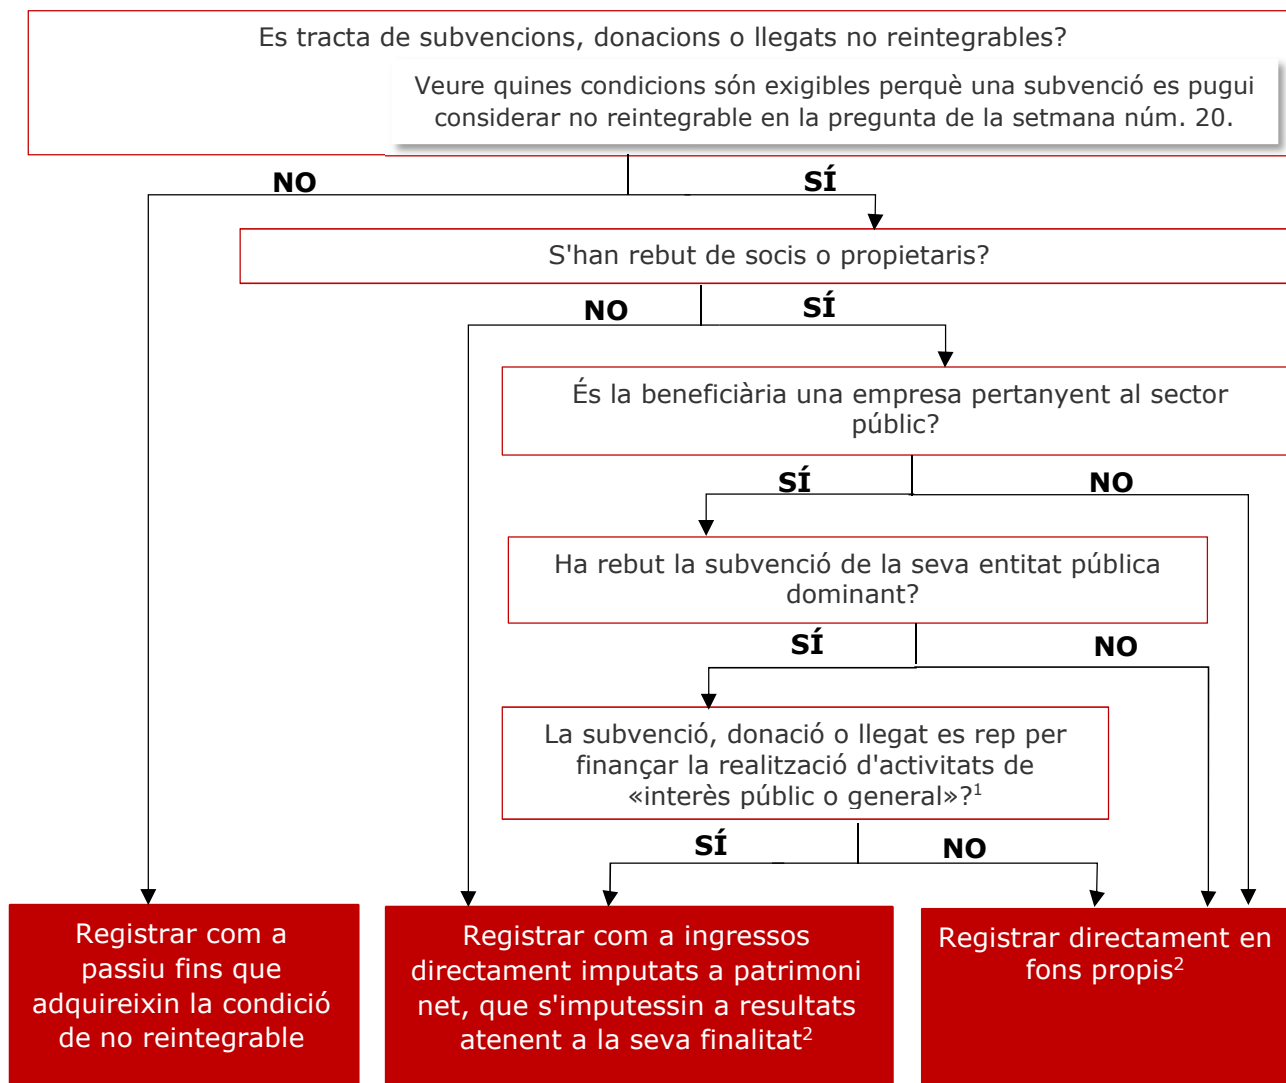 Es tracta de subvencions, donacions o llegats no reintegrables?
Veure quines condicions són exigibles perquè una subvenció es pugui
considerar no reintegrable en la pregunta de la setmana núm. 20.
NO
SÍ
S'han rebut de socis o propietaris?
NO
SÍ
És la beneficiària una empresa pertanyent al sector
públic?
SÍ
NO
Ha rebut la subvenció de la seva entitat pública
dominant?
SÍ
NO
La subvenció, donació o llegat es rep per
finançar la realització d'activitats de
«interès públic o general»?¹
SÍ
NO
Registrar com a
passiu fins que
adquireixin la condició
de no reintegrable
Registrar com a ingressos
directament imputats a patrimoni
net, que s'imputessin a resultats
atenent a la seva finalitat²
Registrar directament en
fons propis²